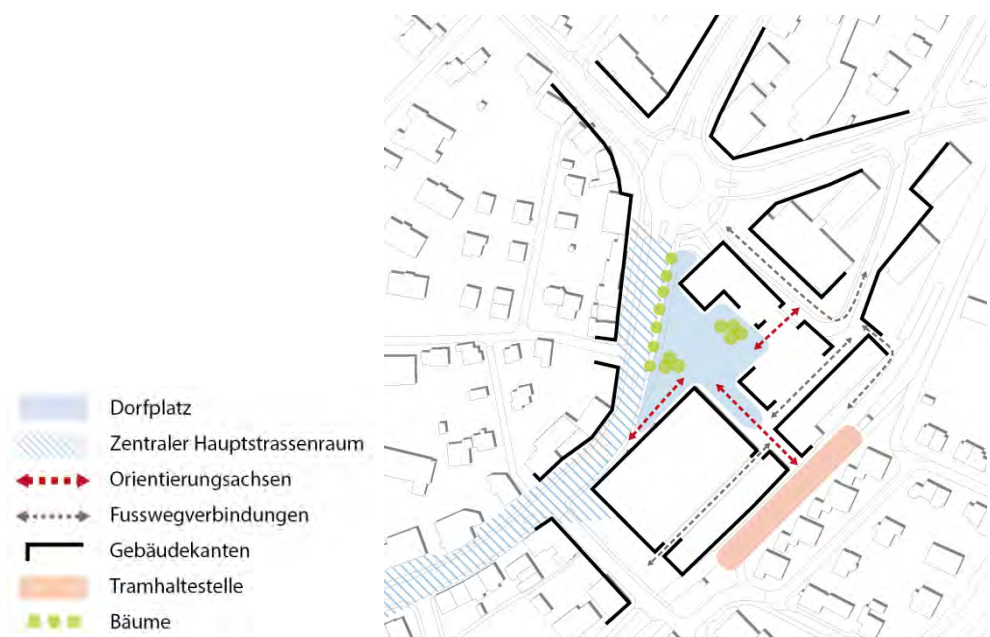 Dorfplatz
Zentraler Hauptstrassenraum
Orientierungsachsen
Fusswegverbindungen
Gebäudekanten
Tramhaltestelle
Bäume